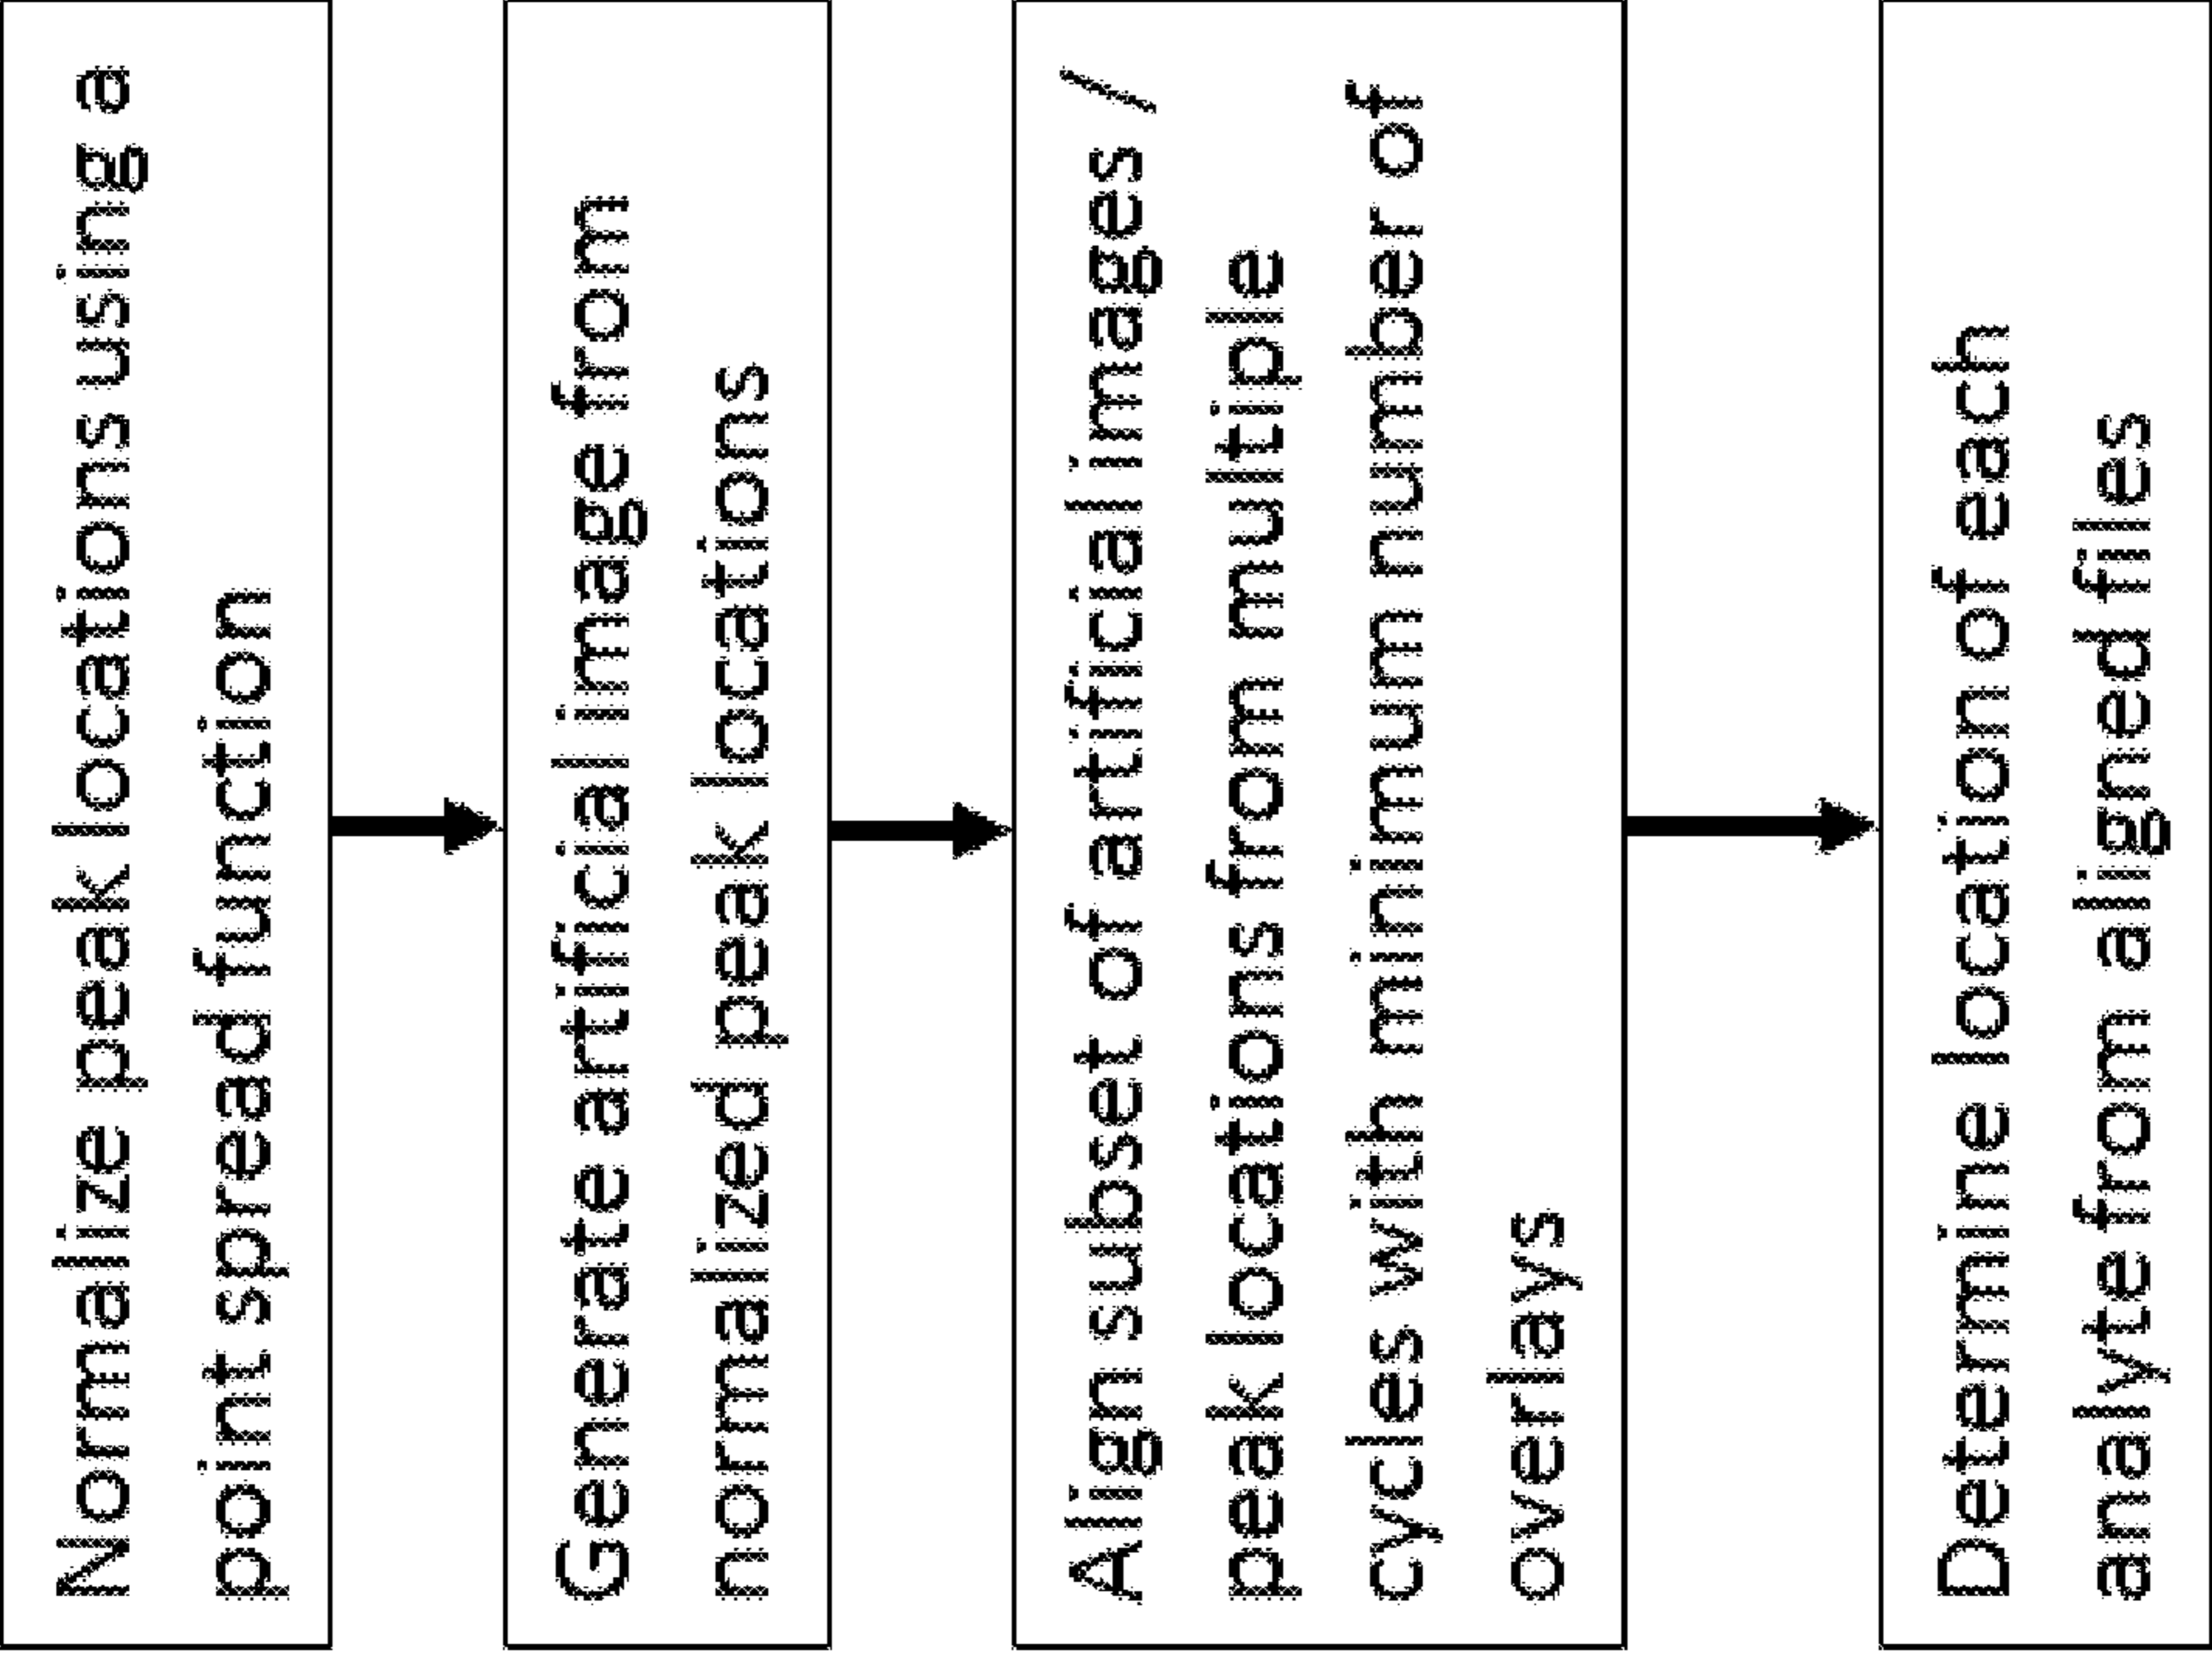 Normalize peak locations using a
point spread function
Generate artificial image from
normalized peak locations
Align subset of artificial images /
peak locations from multiple
cycles with minimum number of
overlays
Determine location of each
analyte from aligned files